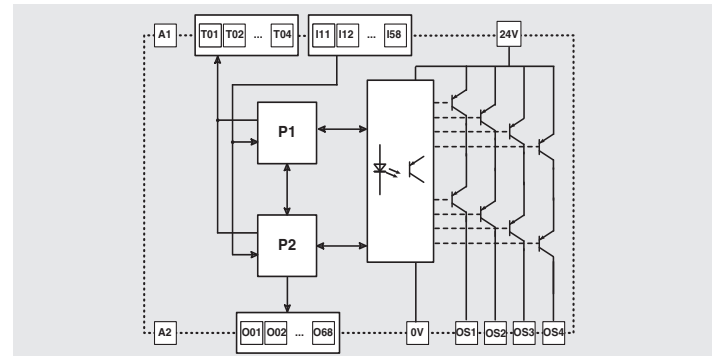 A1 T01 T02 ... T04 I11 I12 ... I58 24V
P1
P2
A2 O01 O02 ... O68 0V OS1 OS2 OS3 OS4